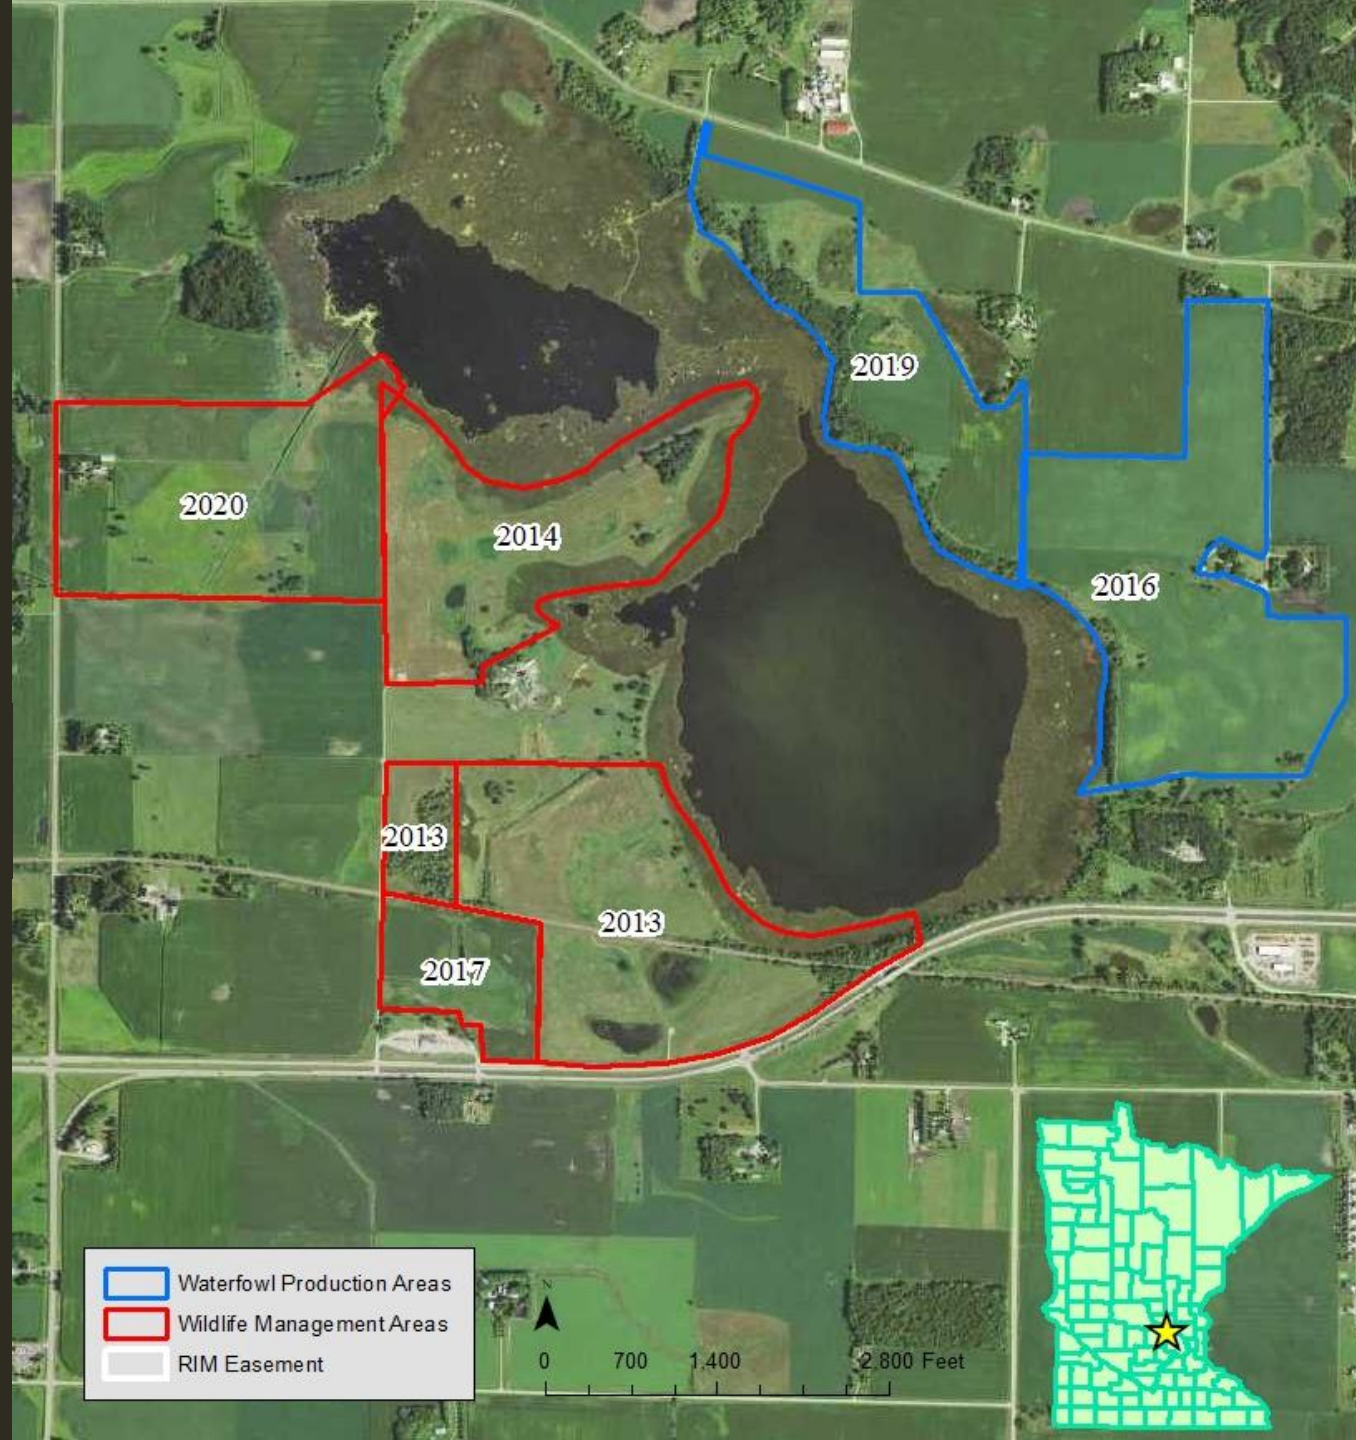 2019
2020
2014
2016
2013
2013
2017
Waterfowl Production Areas
Wildlife Management Areas
RIM Easement
N
0 700 1,400 2,800 Feet